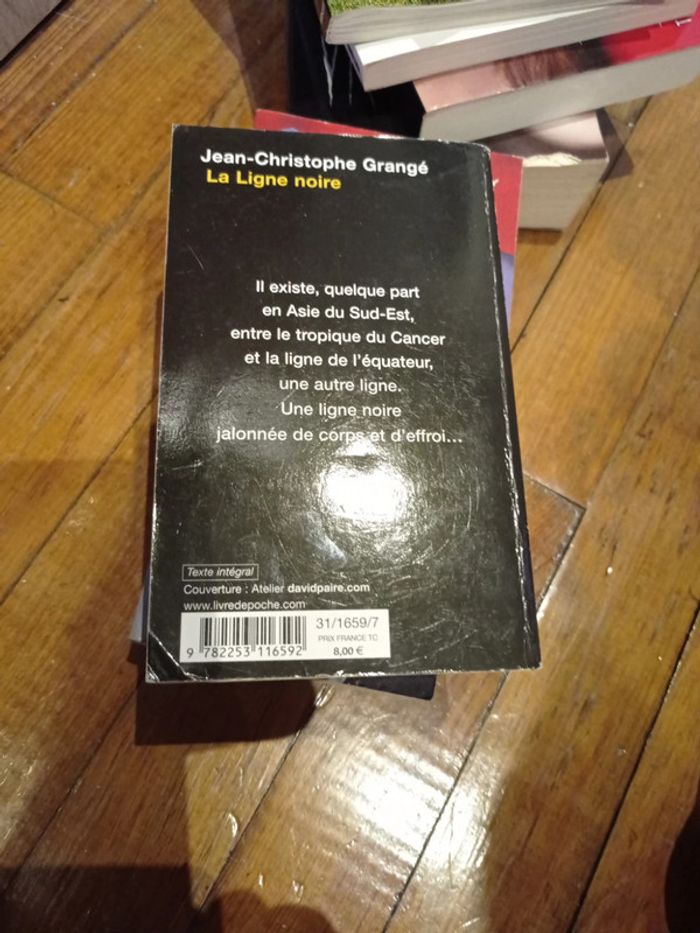 Jean-Christophe Grangé
La Ligne noire
Il existe, quelque part
en Asie du Sud-Est,
entre le tropique du Cancer
et la ligne de l'équateur,
une autre ligne.
Une ligne noire
jalonnée de corps et d'effroi...
Texte intégral
Couverture : Atelier davidpaire.com
www.livredepoche.com
31/1659/7
PRIX FRANCE TC
8,00 €
9 782253 116592